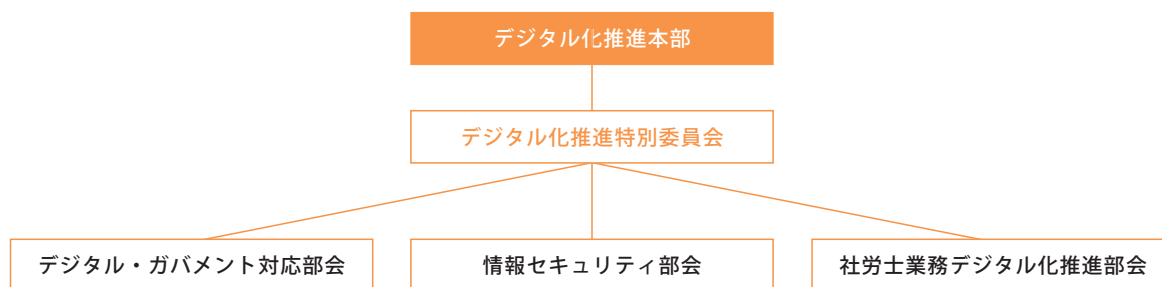 デジタル化推進本部
デジタル化推進特別委員会
デジタル・ガバメント対応部会
情報セキュリティ部会
社労士業務デジタル化推進部会